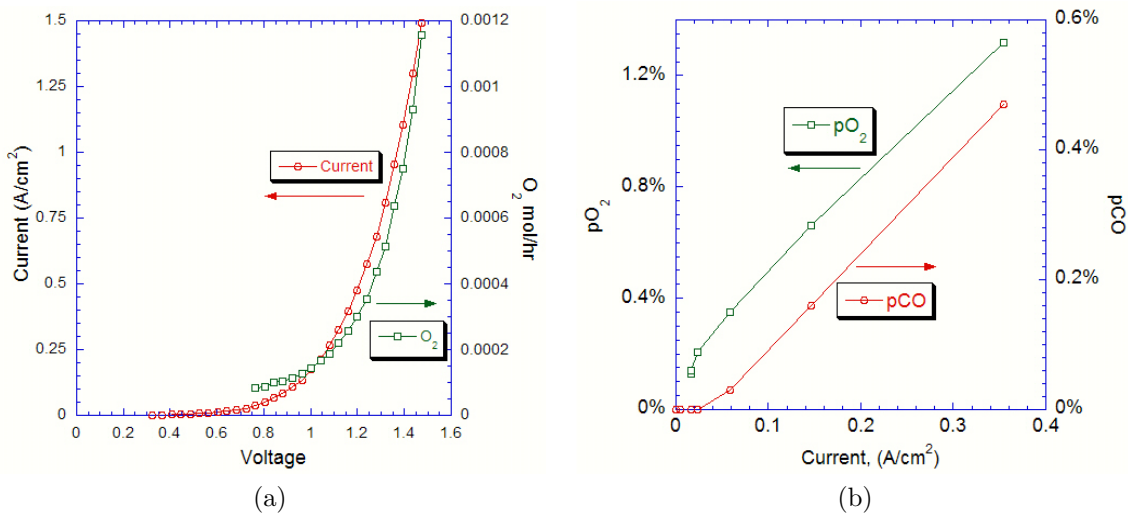 1.5
1.25
1
0.75
0.5
0.25
0
Current (A/cm²)
0 0.2 0.4 0.6 0.8 1 1.2 1.4 1.6
Voltage
0.0012
0.001
0.0008
0.0006
0.0004
0.0002
0
O₂ mol/hr
Current
O₂
(a)
1.2%
0.8%
0.4%
0%
pO₂
0 0.1 0.2 0.3 0.4
Current, (A/cm²)
0.6%
0.4%
0.2%
0%
pCO
pO₂
pCO
(b)